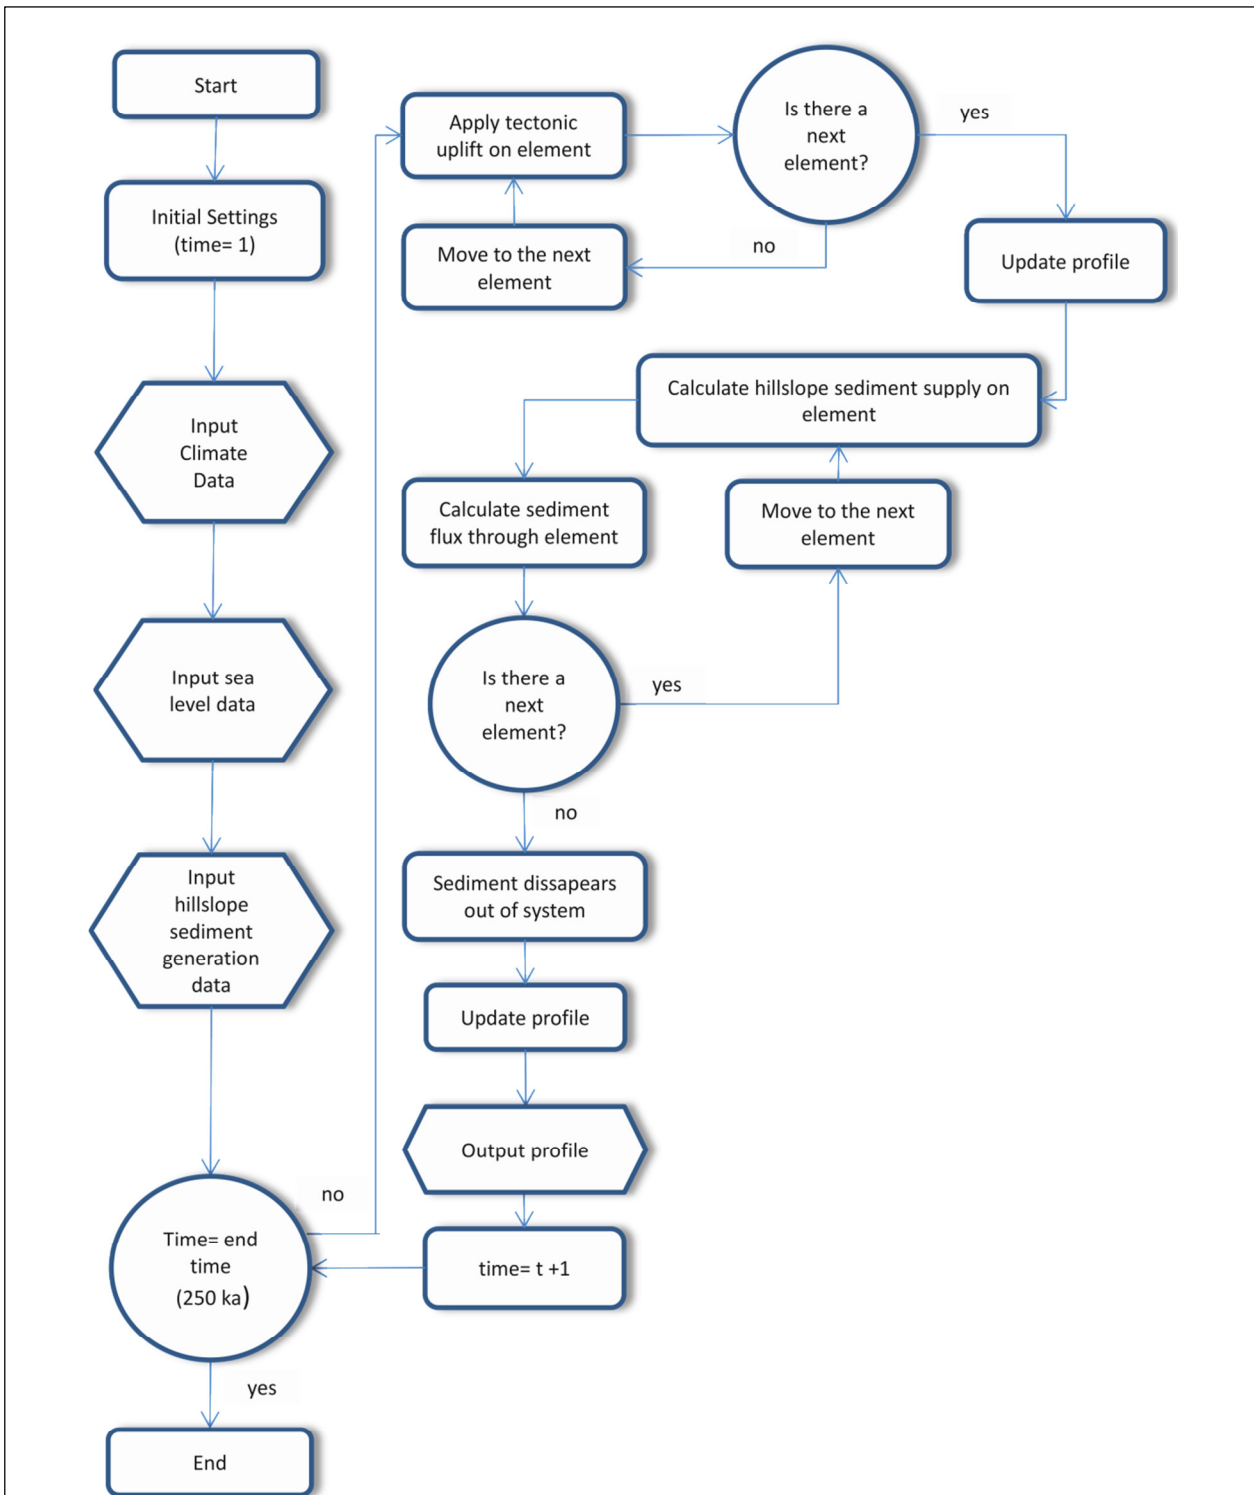 Start
Initial Settings
(time= 1)
Input
Climate
Data
Input sea
level data
Input
hillslope
sediment
generation
data
Time= end
time
(250 ka)
no
yes
End
Apply tectonic
uplift on element
Is there a
next
element?
yes
no
Move to the next
element
Update profile
Calculate hillslope sediment supply on
element
Calculate sediment
flux through element
Move to the next
element
Is there a
next
element?
yes
no
Sediment dissapears
out of system
Update profile
Output profile
time= t +1